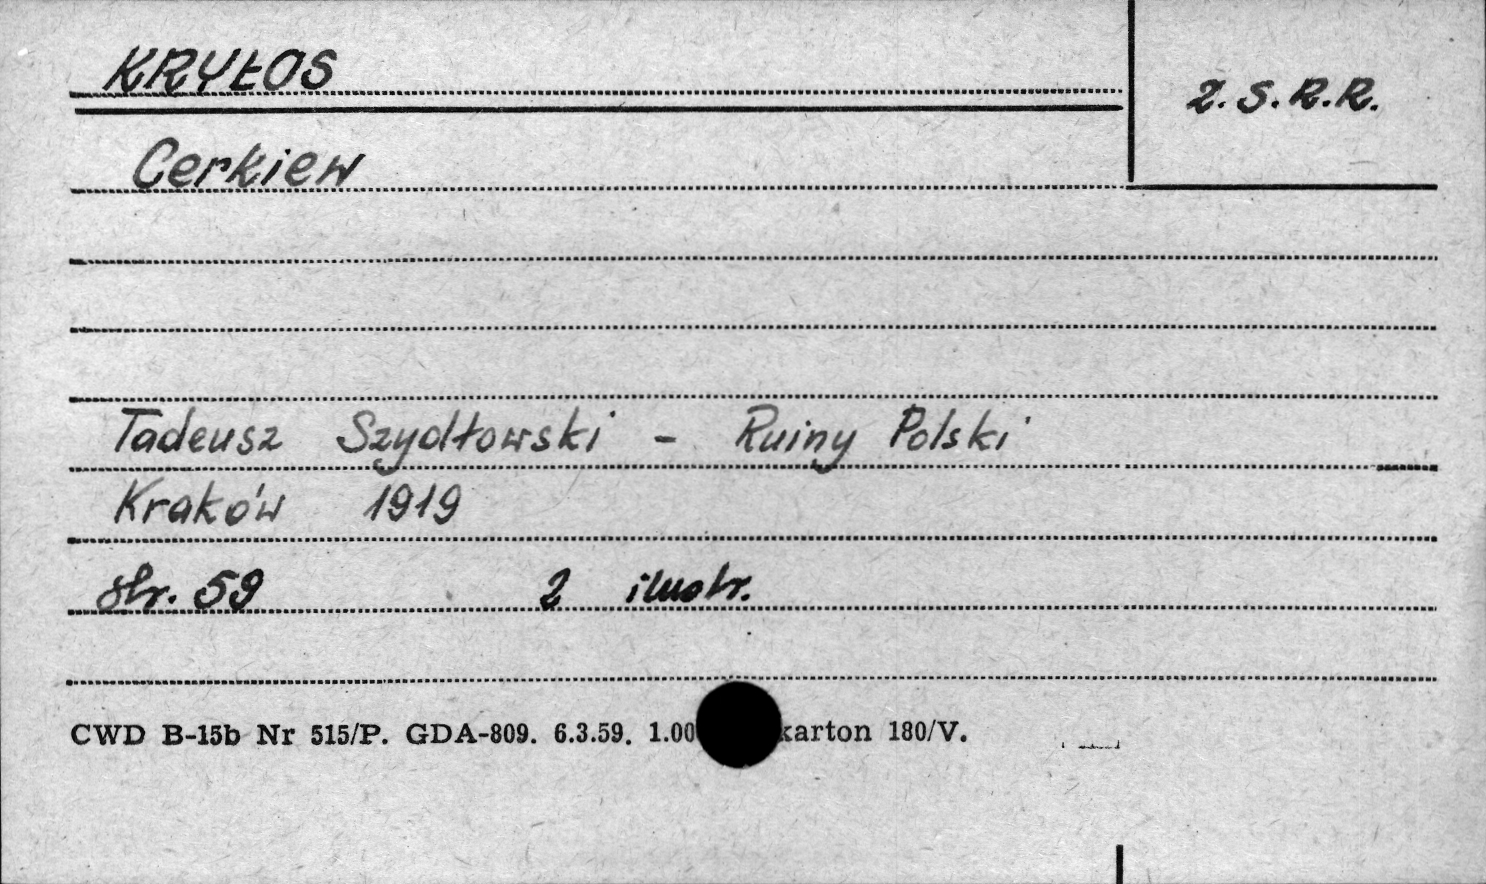 KRYŁOS
Z.S.R.R.
Cerkiew
Tadeusz Szydłowski - Ruiny Polski
Kraków 1919
str. 59 2 ilustr.
CWD B-15b Nr 515/P. GDA-809. 6.3.59. 1.00 karton 180/V.